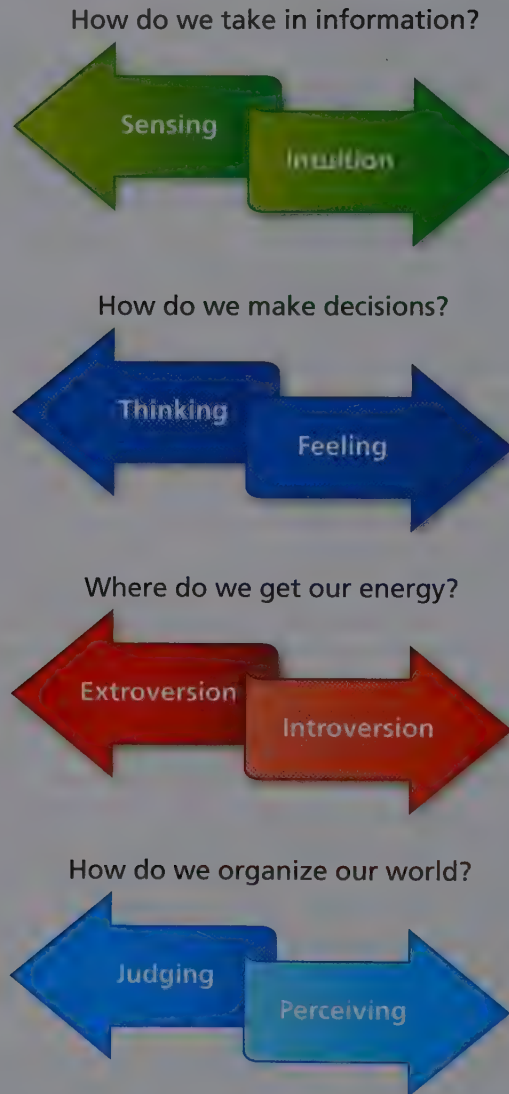 How do we take in information?
Sensing
Intuition
How do we make decisions?
Thinking
Feeling
Where do we get our energy?
Extroversion
Introversion
How do we organize our world?
Judging
Perceiving